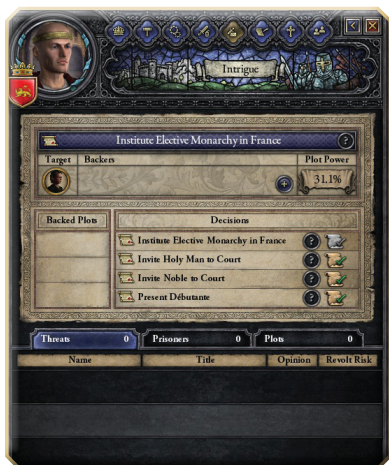 Intrigue
Institute Elective Monarchy in France ?
Target Backers Plot Power
31.1%
Backed Plots Decisions
Institute Elective Monarchy in France ?
Invite Holy Man to Court ?
Invite Noble to Court ?
Present Débutante ?
Threats 0 Prisoners 0 Plots 0
Name Title Opinion Revolt Risk